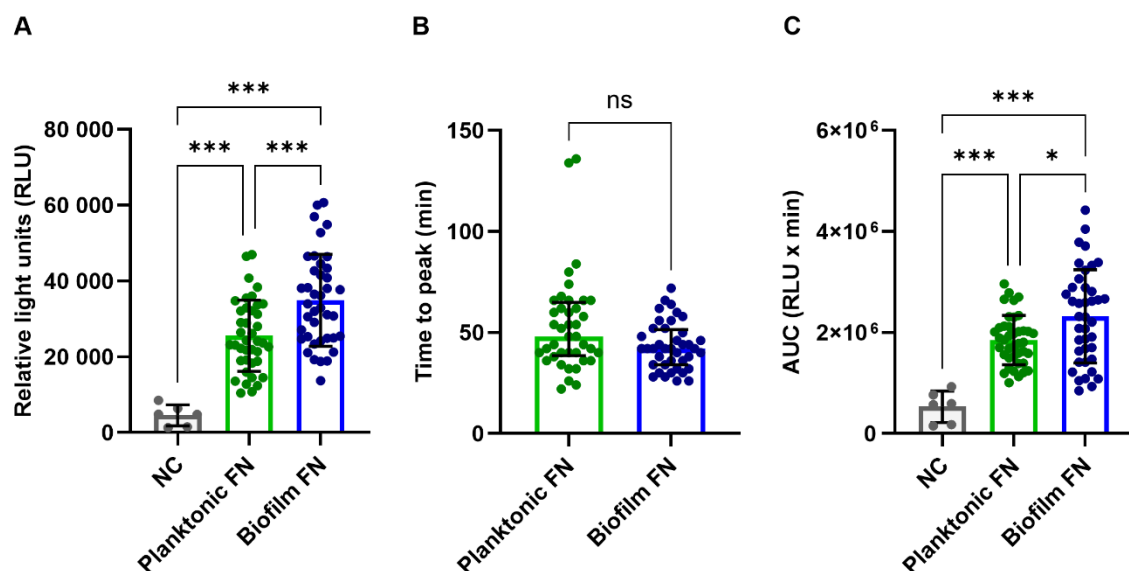 A
Relative light units (RLU)
80 000
60 000
40 000
20 000
0
***
***
***
NC
Planktonic FN
Biofilm FN
B
Time to peak (min)
150
100
50
0
ns
Planktonic FN
Biofilm FN
C
AUC (RLU x min)
6×10⁶
4×10⁶
2×10⁶
0
***
***
*
NC
Planktonic FN
Biofilm FN